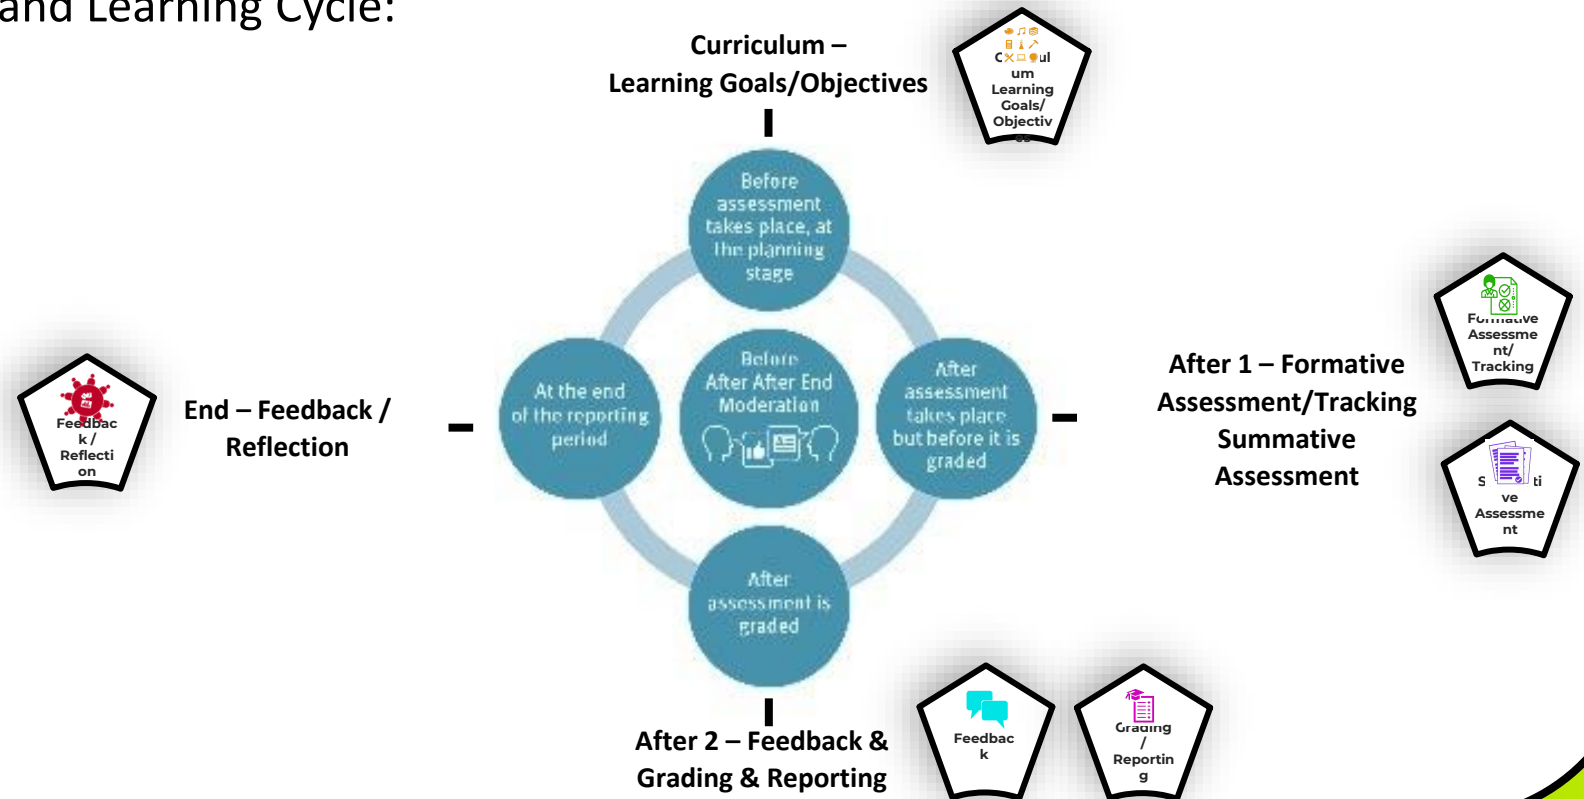 and Learning Cycle:
Curriculum –
Learning Goals/Objectives
um
Learning
Goals/
Objectiv
es
Before
assessment
takes place, at
the planning
stage
Before
After After End
Moderation
After
assessment
takes place
but before it is
graded
At the end
of the reporting
period
After
assessment is
graded
Feedbac
k /
Reflecti
on
End – Feedback /
Reflection
After 1 – Formative
Assessment/Tracking
Summative
Assessment
Formative
Assessme
nt/
Tracking
ve
Assessme
nt
After 2 – Feedback &
Grading & Reporting
Feedbac
k
Grading
/
Reportin
g